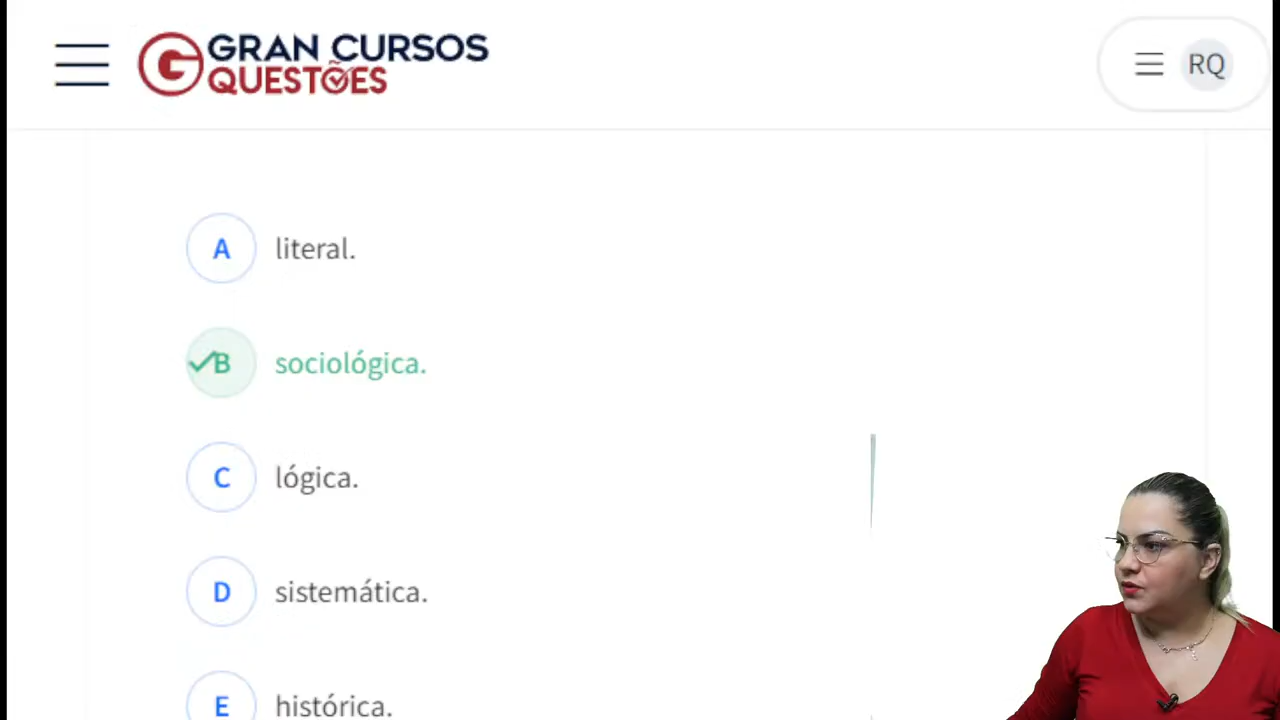 GRAN CURSOS
QUESTÕES
RQ
A literal.
B sociológica.
C lógica.
D sistemática.
E histórica.